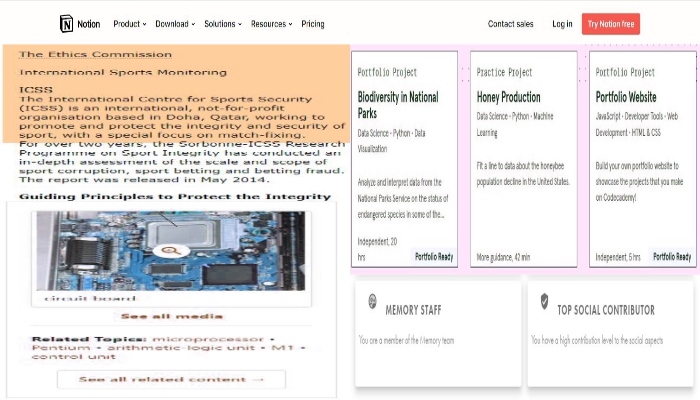 Notion
Product Download Solutions Resources Pricing
Contact sales Log in Try Notion free
The Ethics Commission
International Sports Monitoring
ICSS
The International Centre for Sports Security
(ICSS) is an international, not-for-profit
organisation based in Doha, Qatar, working to
promote and protect the integrity and security of
sport, with a special focus on match-fixing.
For over two years, the Sorbonne-ICSS Research
Programme on Sport Integrity has conducted an
in-depth assessment of the scale and scope of
sport corruption, sport betting and betting fraud.
The report was released in May 2014.
Guiding Principles to Protect the Integrity
circuit board
See all media
Related Topics: microprocessor •
Pentium • arithmetic-logic unit • M1 •
control unit
See all related content →
Portfolio Project
Biodiversity in National
Parks
Data Science • Python • Data
Visualization
Analyze and interpret data from the
National Parks Service on the status of
endangered species in some of the...
Independent, 20
hrs
Portfolio Ready
Practice Project
Honey Production
Data Science • Python • Machine
Learning
Fit a line to data about the honeybee
population decline in the United States.
More guidance, 42 min
Portfolio Project
Portfolio Website
JavaScript • Developer Tools • Web
Development • HTML & CSS
Build your own portfolio website to
showcase the projects that you make
on Codecademy!
Independent, 5 hrs
Portfolio Ready
MEMORY STAFF
You are a member of the Memory team
TOP SOCIAL CONTRIBUTOR
You have a high contribution level to the social aspects